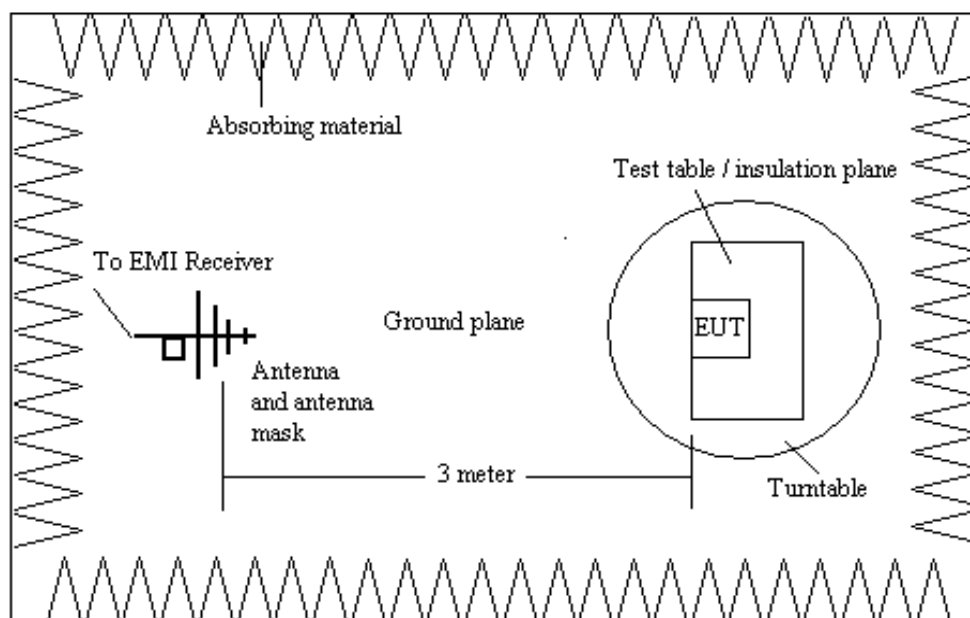 Absorbing material
Test table / insulation plane
To EMI Receiver
Ground plane
EUT
Antenna
and antenna
mask
3 meter
Turntable